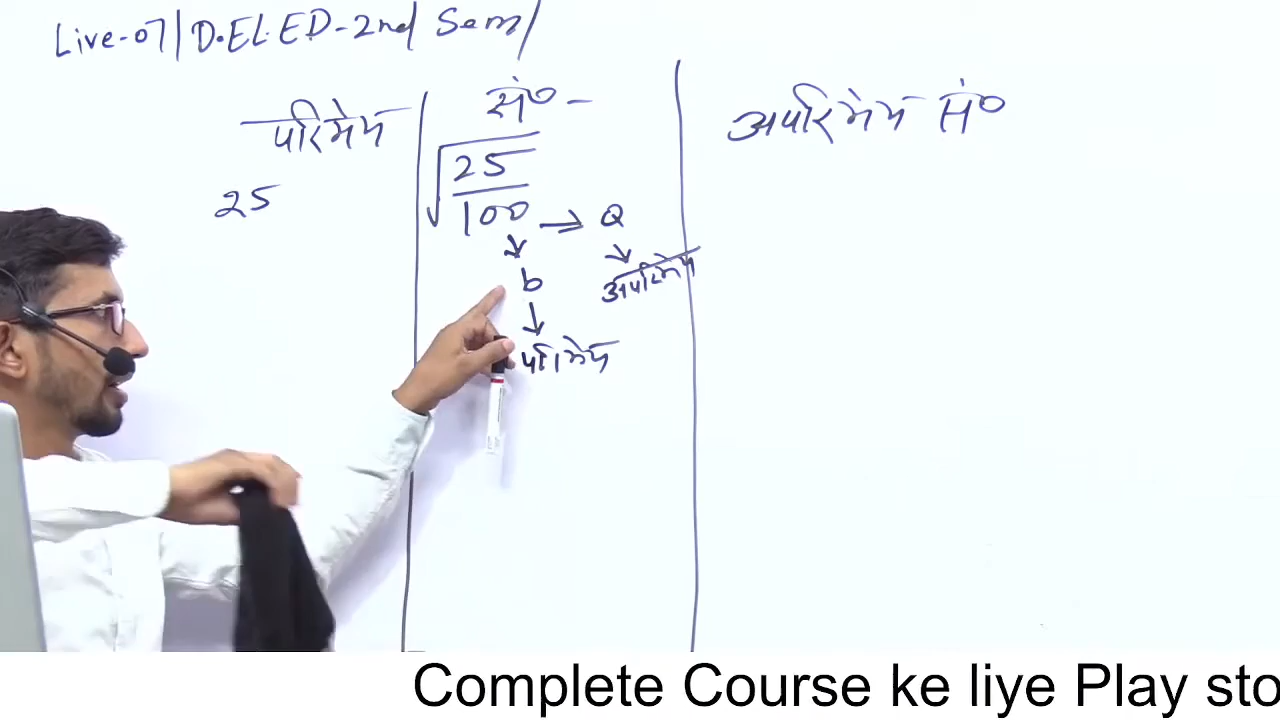 Live-07|D.EL.ED-2nd Sem/
परिमेय सं० -
अपरिमेय सं०
25
√25/100 ⇒ Q
b
अपरिमेय
परिमेय
Complete Course ke liye Play sto